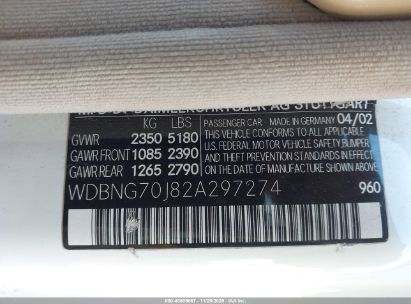 MFD BY DAIMLERCHRYSLER AG STUTTGART
KG LBS
PASSENGER CAR MADE IN GERMANY 04/02
GVWR 2350 5180
GAWR FRONT 1085 2390
GAWR REAR 1265 2790
THIS VEHICLE CONFORMS TO ALL
APPLICABLE U.S. FEDERAL MOTOR
VEHICLE SAFETY, BUMPER, AND
THEFT PREVENTION STANDARDS IN
EFFECT ON THE DATE OF
MANUFACTURE SHOWN ABOVE.
WDBNG70J82A297274
960